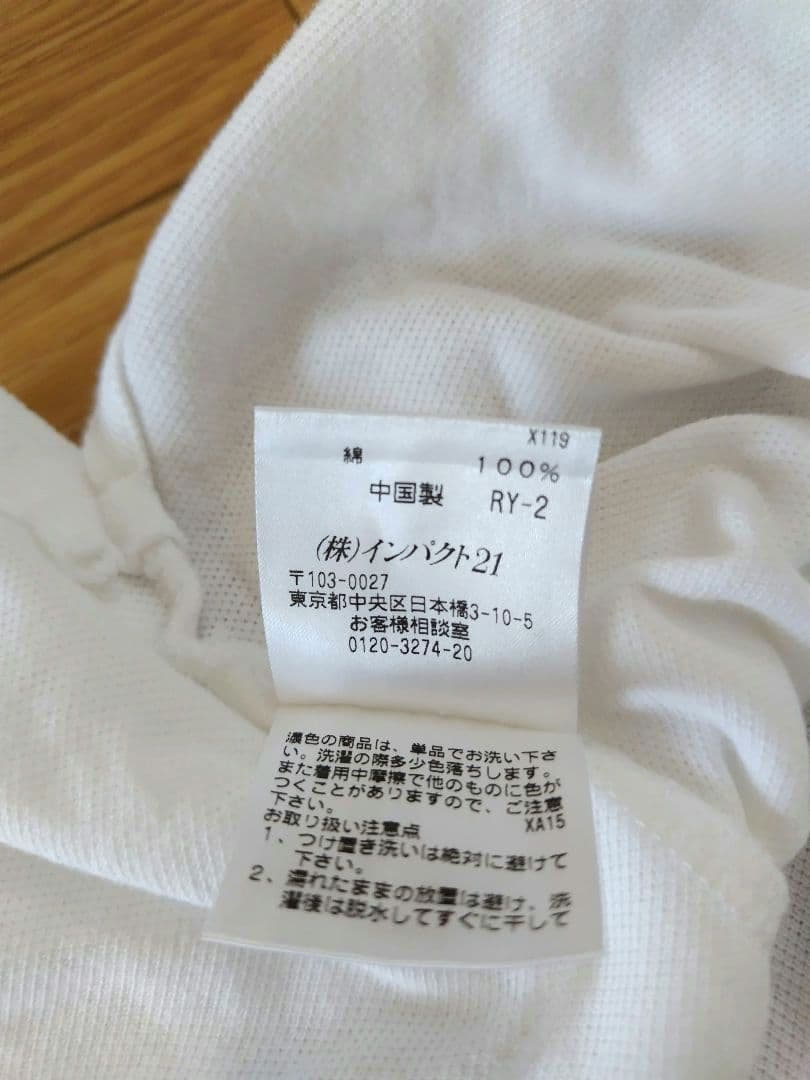 X119
綿 100%
中国製 RY-2
(株)インパクト21
〒103-0027
東京都中央区日本橋3-10-5
お客様相談室
0120-3274-20
濃色の商品は、単品でお洗い下さ
い。洗濯の際多少色落ちします。
また着用中摩擦で他のものに色が
つくことがありますので、ご注意
下さい。 XA15
お取り扱い注意点
1、つけ置き洗いは絶対に避けて
下さい。
2、濡れたままの放置は避け、洗
濯後は脱水してすぐに干して